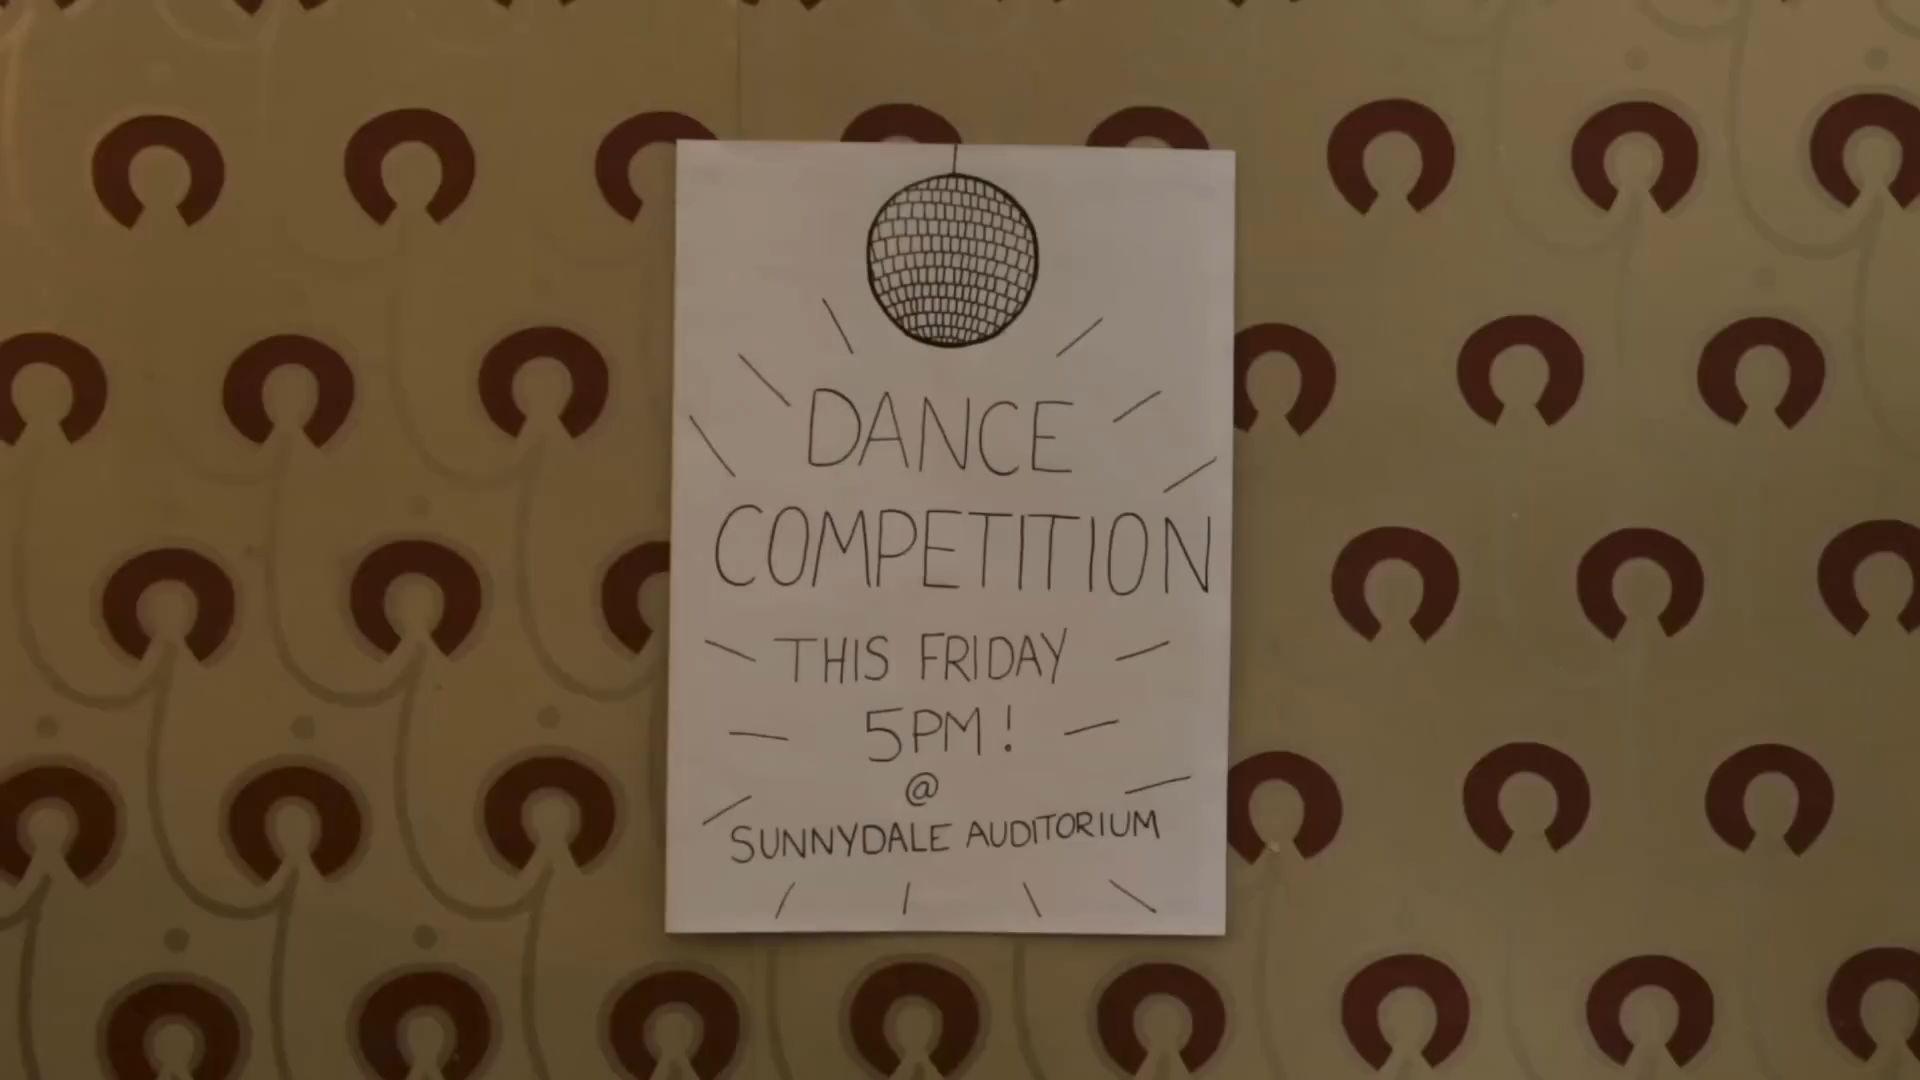 DANCE
COMPETITION
THIS FRIDAY
5PM!
@
SUNNYDALE AUDITORIUM